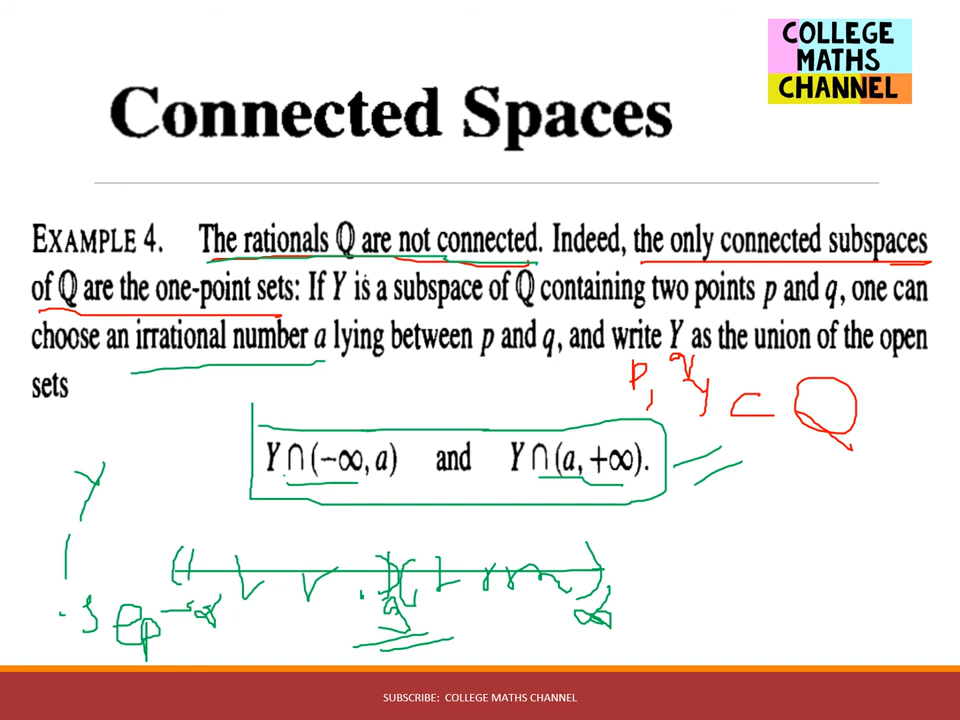 COLLEGE
MATHS
CHANNEL
Connected Spaces
EXAMPLE 4. The rationals Q are not connected. Indeed, the only connected subspaces
of Q are the one-point sets: If Y is a subspace of Q containing two points p and q, one can
choose an irrational number a lying between p and q, and write Y as the union of the open
sets
p, q Y ⊂ Q
Y ∩ (−∞, a) and Y ∩ (a, +∞).
Y
SUBSCRIBE: COLLEGE MATHS CHANNEL